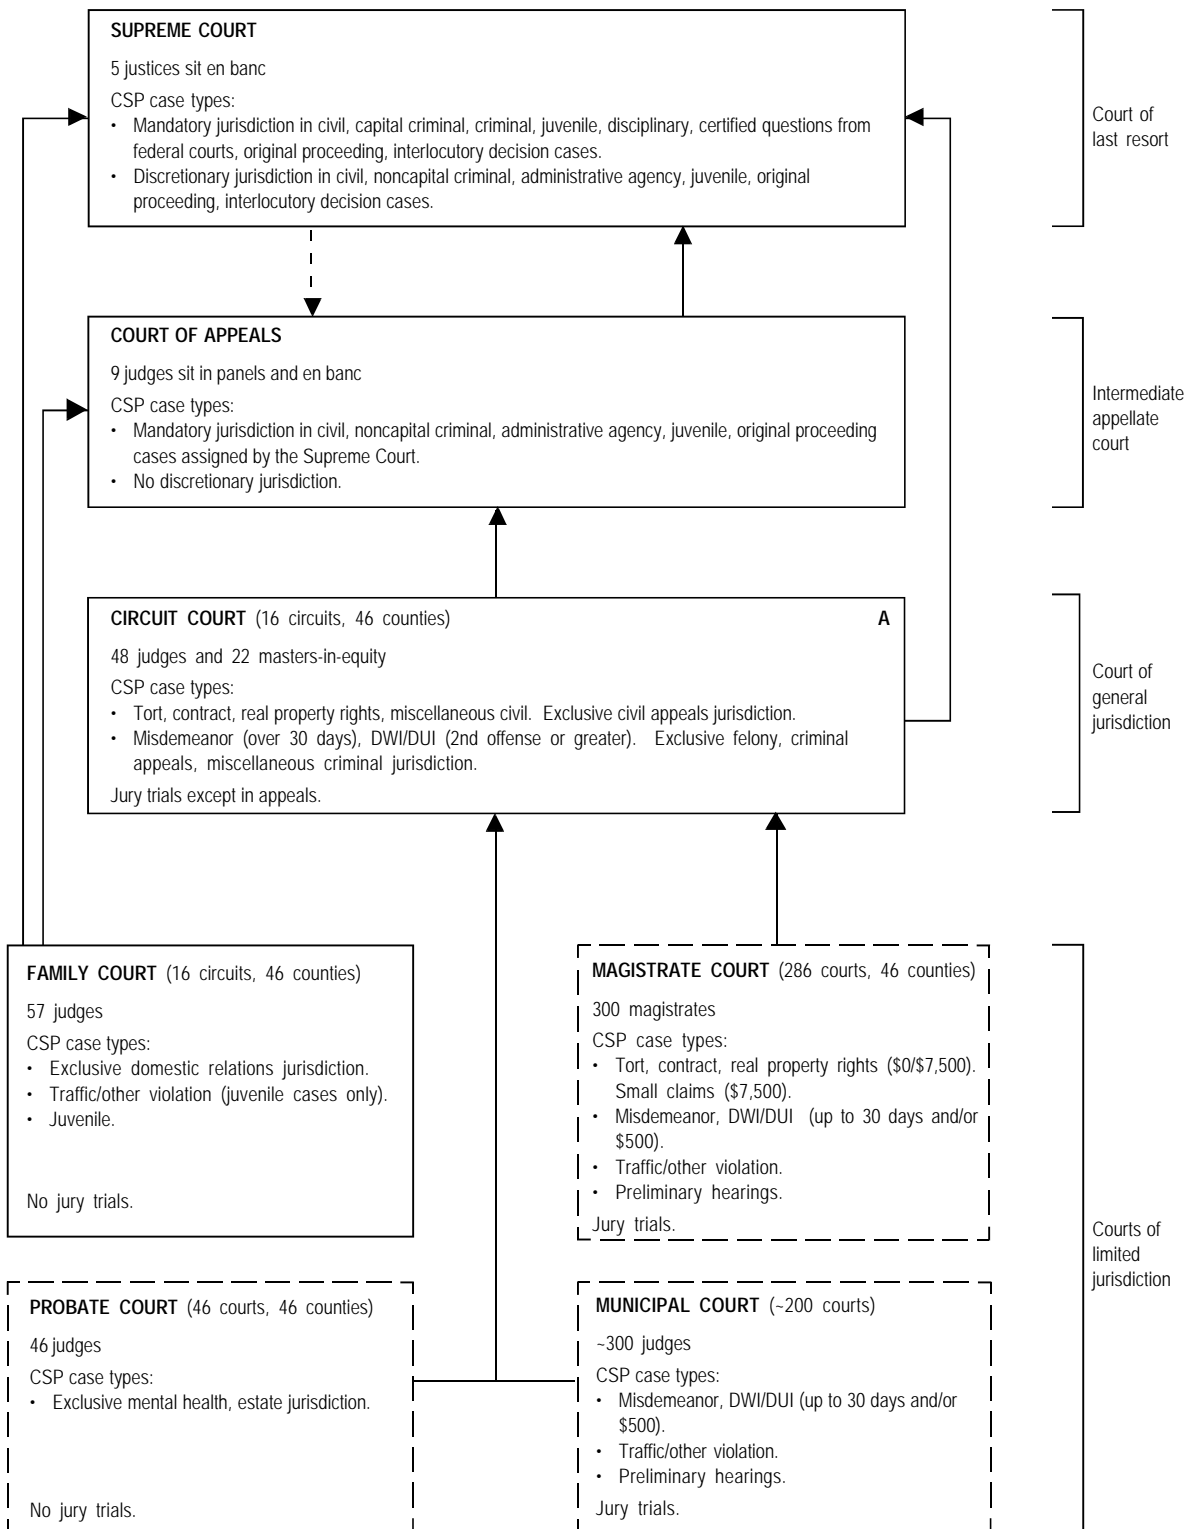 SUPREME COURT
5 justices sit en banc
CSP case types:
• Mandatory jurisdiction in civil, capital criminal, criminal, juvenile, disciplinary, certified questions from
federal courts, original proceeding, interlocutory decision cases.
• Discretionary jurisdiction in civil, noncapital criminal, administrative agency, juvenile, original
proceeding, interlocutory decision cases.
Court of
last resort
COURT OF APPEALS
9 judges sit in panels and en banc
CSP case types:
• Mandatory jurisdiction in civil, noncapital criminal, administrative agency, juvenile, original proceeding
cases assigned by the Supreme Court.
• No discretionary jurisdiction.
Intermediate
appellate
court
CIRCUIT COURT (16 circuits, 46 counties) A
48 judges and 22 masters-in-equity
CSP case types:
• Tort, contract, real property rights, miscellaneous civil. Exclusive civil appeals jurisdiction.
• Misdemeanor (over 30 days), DWI/DUI (2nd offense or greater). Exclusive felony, criminal
appeals, miscellaneous criminal jurisdiction.
Jury trials except in appeals.
Court of
general
jurisdiction
FAMILY COURT (16 circuits, 46 counties)
57 judges
CSP case types:
• Exclusive domestic relations jurisdiction.
• Traffic/other violation (juvenile cases only).
• Juvenile.
No jury trials.
MAGISTRATE COURT (286 courts, 46 counties)
300 magistrates
CSP case types:
• Tort, contract, real property rights ($0/$7,500).
Small claims ($7,500).
• Misdemeanor, DWI/DUI (up to 30 days and/or
$500).
• Traffic/other violation.
• Preliminary hearings.
Jury trials.
Courts of
limited
jurisdiction
PROBATE COURT (46 courts, 46 counties)
46 judges
CSP case types:
• Exclusive mental health, estate jurisdiction.
No jury trials.
MUNICIPAL COURT (~200 courts)
~300 judges
CSP case types:
• Misdemeanor, DWI/DUI (up to 30 days and/or
$500).
• Traffic/other violation.
• Preliminary hearings.
Jury trials.